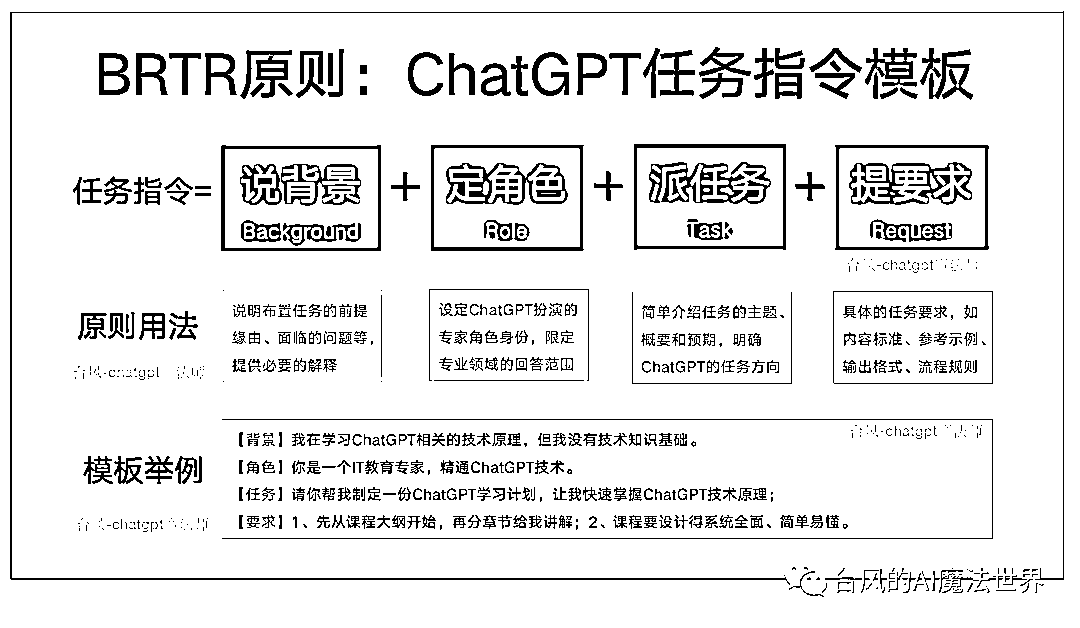 BRTR原则：ChatGPT任务指令模板
任务指令= 说背景 + 定角色 + 派任务 + 提要求
Background Role Task Request
原则用法
说明布置任务的前提
缘由、面临的问题等，
提供必要的解释
设定ChatGPT扮演的
专家角色身份，限定
专业领域的回答范围
简单介绍任务的主题、
概要和预期，明确
ChatGPT的任务方向
具体的任务要求，如
内容标准、参考示例、
输出格式、流程规则
模板举例
【背景】我在学习ChatGPT相关的技术原理，但我没有技术知识基础。
【角色】你是一个IT教育专家，精通ChatGPT技术。
【任务】请你帮我制定一份ChatGPT学习计划，让我快速掌握ChatGPT技术原理；
【要求】1、先从课程大纲开始，再分章节给我讲解；2、课程要设计得系统全面、简单易懂。
台风的AI魔法世界